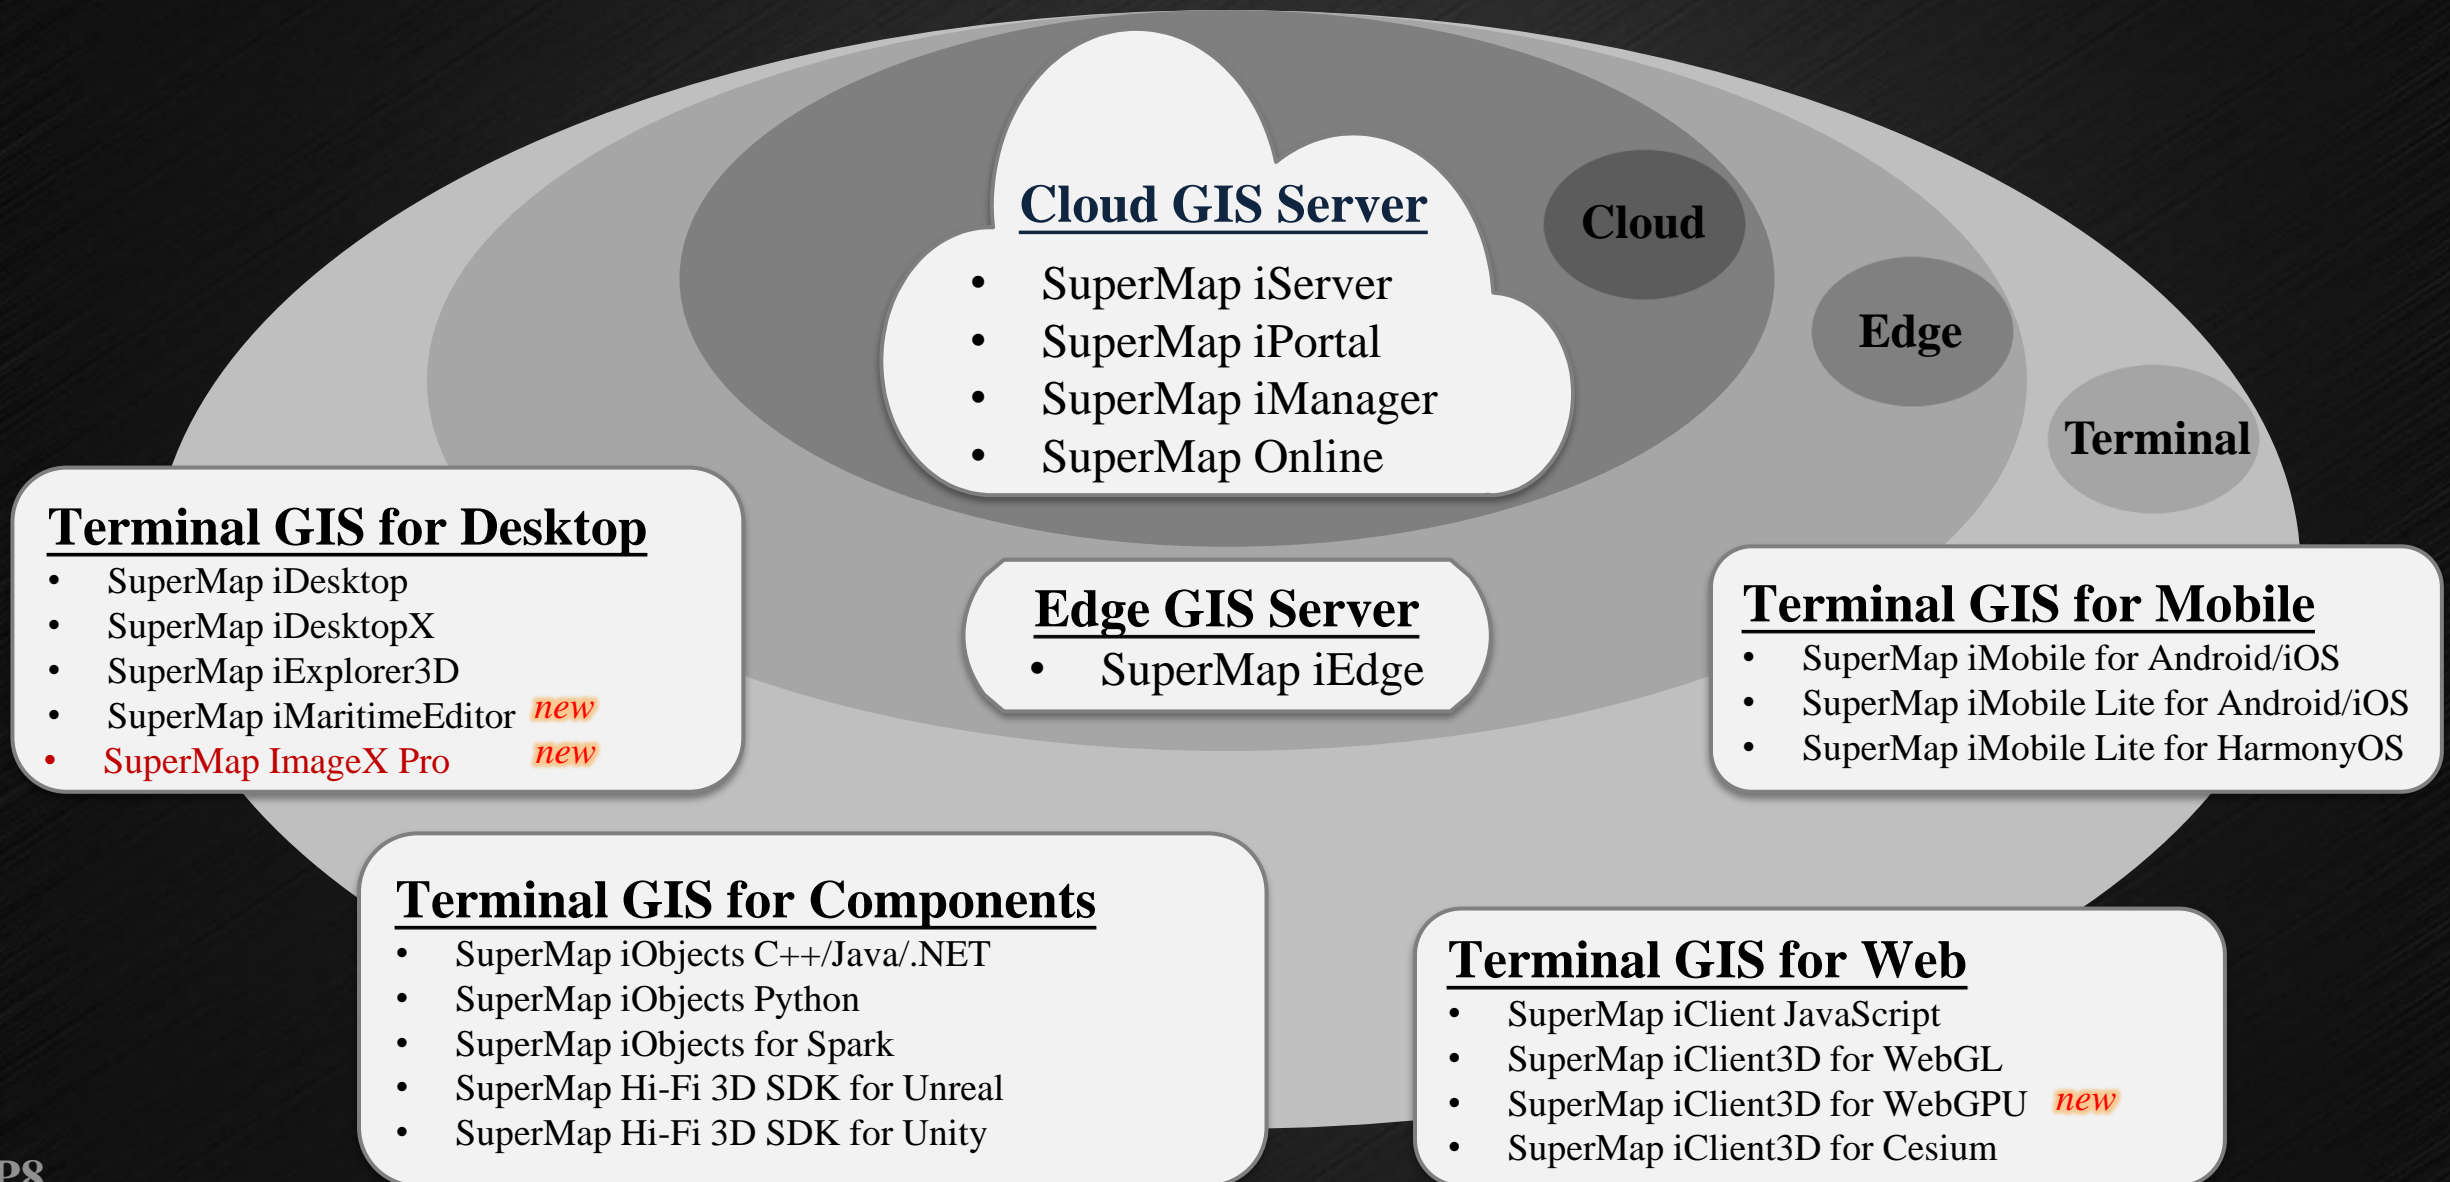 Cloud GIS Server
• SuperMap iServer
• SuperMap iPortal
• SuperMap iManager
• SuperMap Online
Cloud
Edge
Terminal
Terminal GIS for Desktop
• SuperMap iDesktop
• SuperMap iDesktopX
• SuperMap iExplorer3D
• SuperMap iMaritimeEditor new
• SuperMap ImageX Pro new
Edge GIS Server
• SuperMap iEdge
Terminal GIS for Mobile
• SuperMap iMobile for Android/iOS
• SuperMap iMobile Lite for Android/iOS
• SuperMap iMobile Lite for HarmonyOS
Terminal GIS for Components
• SuperMap iObjects C++/Java/.NET
• SuperMap iObjects Python
• SuperMap iObjects for Spark
• SuperMap Hi-Fi 3D SDK for Unreal
• SuperMap Hi-Fi 3D SDK for Unity
Terminal GIS for Web
• SuperMap iClient JavaScript
• SuperMap iClient3D for WebGL
• SuperMap iClient3D for WebGPU new
• SuperMap iClient3D for Cesium
P8